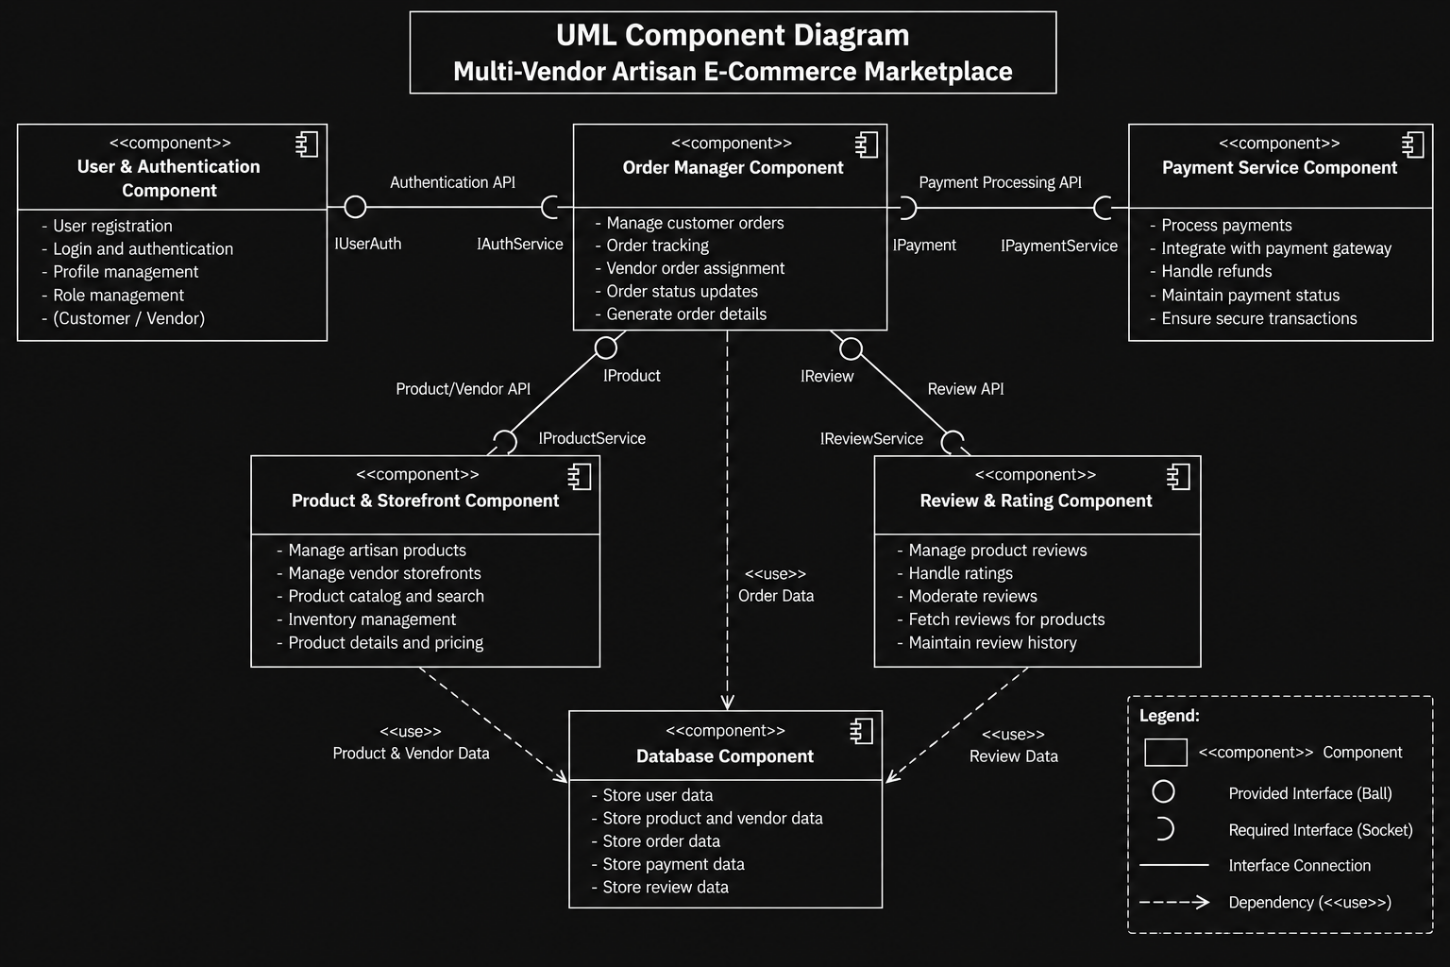 UML Component Diagram
Multi-Vendor Artisan E-Commerce Marketplace
<<component>>
User & Authentication
Component
- User registration
- Login and authentication
- Profile management
- Role management
- (Customer / Vendor)
Authentication API
IUserAuth
IAuthService
<<component>>
Order Manager Component
- Manage customer orders
- Order tracking
- Vendor order assignment
- Order status updates
- Generate order details
Payment Processing API
IPayment
IPaymentService
<<component>>
Payment Service Component
- Process payments
- Integrate with payment gateway
- Handle refunds
- Maintain payment status
- Ensure secure transactions
IProduct
Product/Vendor API
IProductService
IReview
Review API
IReviewService
<<component>>
Product & Storefront Component
- Manage artisan products
- Manage vendor storefronts
- Product catalog and search
- Inventory management
- Product details and pricing
<<use>>
Order Data
<<component>>
Review & Rating Component
- Manage product reviews
- Handle ratings
- Moderate reviews
- Fetch reviews for products
- Maintain review history
<<use>>
Product & Vendor Data
<<component>>
Database Component
- Store user data
- Store product and vendor data
- Store order data
- Store payment data
- Store review data
<<use>>
Review Data
Legend:
<<component>> Component
Provided Interface (Ball)
Required Interface (Socket)
Interface Connection
Dependency (<<use>>)